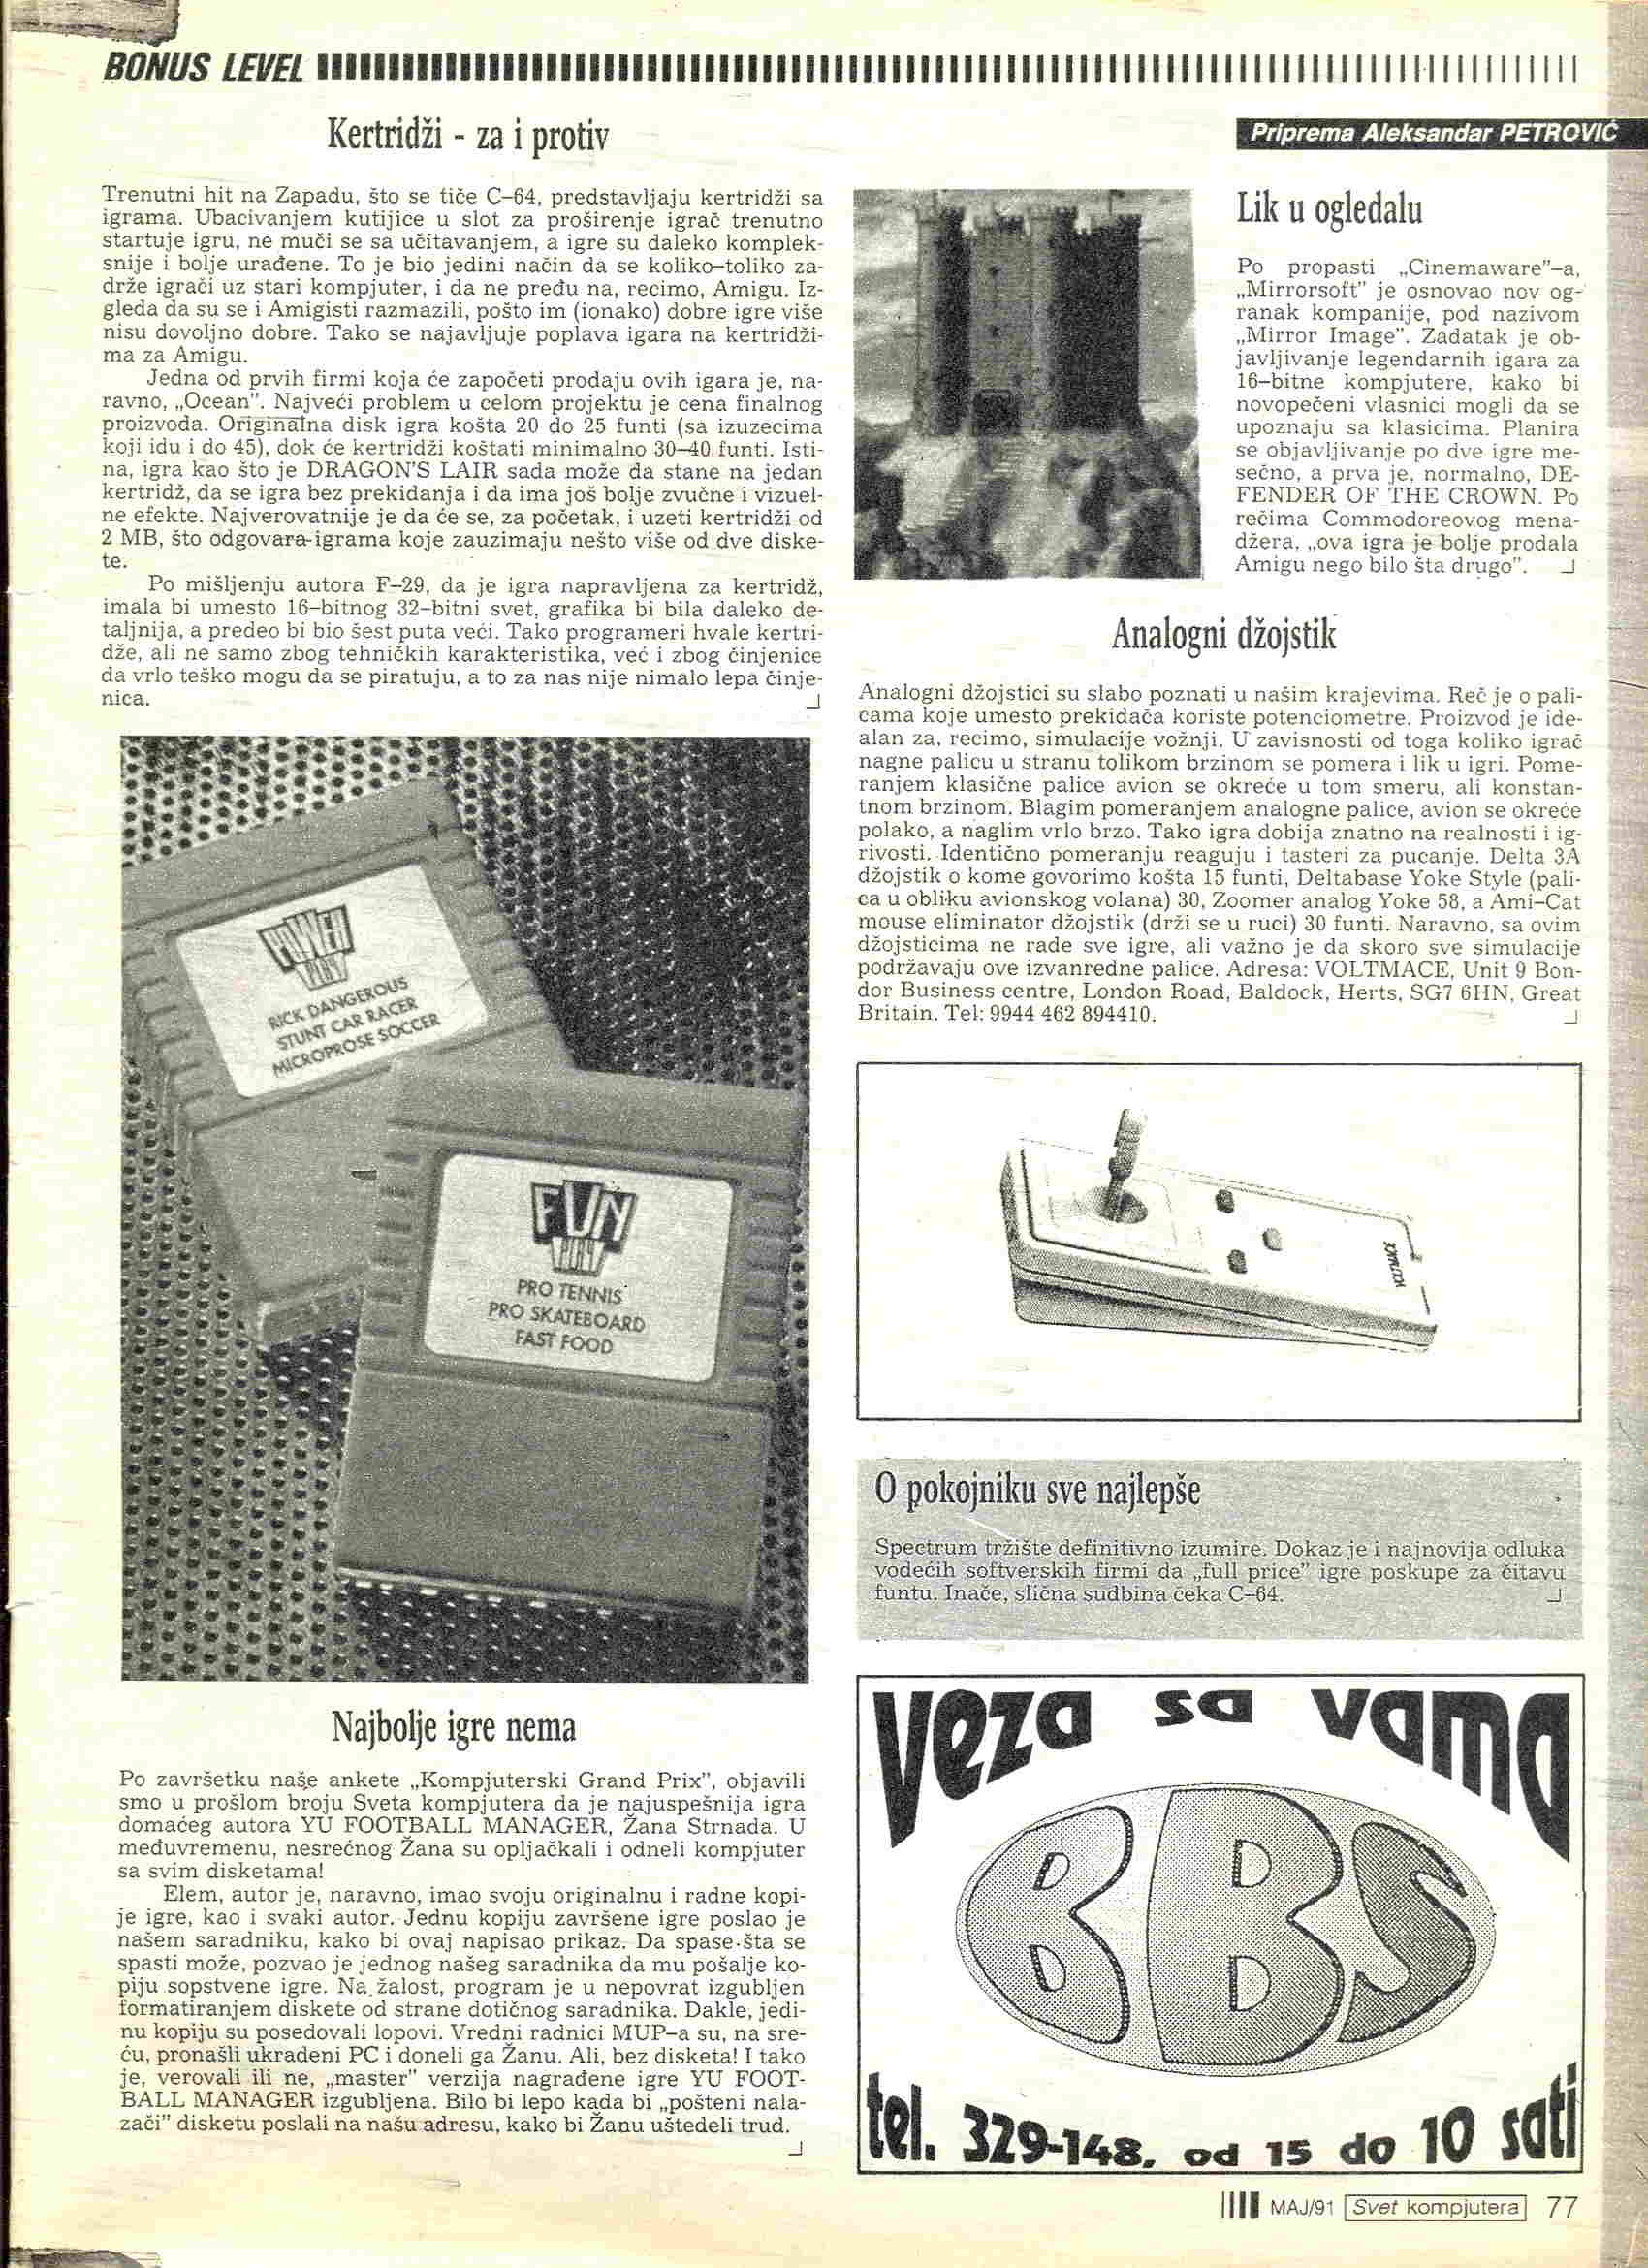 BONUS LEVEL
Kertridži - za i protiv
Trenutni hit na Zapadu, što se tiče C–64, predstavljaju kertridži sa
igrama. Ubacivanjem kutijice u slot za proširenje igrač trenutno
startuje igru, ne muči se sa učitavanjem, a igre su daleko komplek-
snije i bolje urađene. To je bio jedini način da se koliko–toliko za-
drže igrači uz stari kompjuter, i da ne pređu na, recimo, Amigu. Iz-
gleda da su se i Amigisti razmazili, pošto im (ionako) dobre igre više
nisu dovoljno dobre. Tako se najavljuje poplava igara na kertridži-
ma za Amigu.
Jedna od prvih firmi koja će započeti prodaju ovih igara je, na-
ravno, „Ocean”. Najveći problem u celom projektu je cena finalnog
proizvoda. Originalna disk igra košta 20 do 25 funti (sa izuzecima
koji idu i do 45), dok će kertridži koštati minimalno 30–40 funti. Isti-
na, igra kao što je DRAGON'S LAIR sada može da stane na jedan
kertridž, da se igra bez prekidanja i da ima još bolje zvučne i vizuel-
ne efekte. Najverovatnije je da će se, za početak, i uzeti kertridži od
2 MB, što odgovara igrama koje zauzimaju nešto više od dve diske-
te.
Po mišljenju autora F–29, da je igra napravljena za kertridž,
imala bi umesto 16–bitnog 32–bitni svet, grafika bi bila daleko de-
taljnija, a predeo bi bio šest puta veći. Tako programeri hvale kertri-
dže, ali ne samo zbog tehničkih karakteristika, već i zbog činjenice
da vrlo teško mogu da se piratuju, a to za nas nije nimalo lepa činje-
nica.
POWER
PLAY
RICK DANGEROUS
STUNT CAR RACER
MICROPROSE SOCCER
FUN
PLAY
PRO TENNIS
PRO SKATEBOARD
FAST FOOD
Najbolje igre nema
Po završetku naše ankete „Kompjuterski Grand Prix”, objavili
smo u prošlom broju Sveta kompjutera da je najuspešnija igra
domaćeg autora YU FOOTBALL MANAGER, Žana Strnada. U
međuvremenu, nesrećnog Žana su opljačkali i odneli kompjuter
sa svim disketama!
Elem, autor je, naravno, imao svoju originalnu i radne kopi-
je igre, kao i svaki autor. Jednu kopiju završene igre poslao je
našem saradniku, kako bi ovaj napisao prikaz. Da spase šta se
spasti može, pozvao je jednog našeg saradnika da mu pošalje ko-
piju sopstvene igre. Na žalost, program je u nepovrat izgubljen
formatiranjem diskete od strane dotičnog saradnika. Dakle, jedi-
nu kopiju su posedovali lopovi. Vredni radnici MUP–a su, na sre-
ću, pronašli ukradeni PC i doneli ga Žanu. Ali, bez disketa! I tako
je, verovali ili ne, „master” verzija nagrađene igre YU FOOT-
BALL MANAGER izgubljena. Bilo bi lepo kada bi „pošteni nala-
zači” disketu poslali na našu adresu, kako bi Žanu uštedeli trud.
Priprema Aleksandar PETROVIĆ
Lik u ogledalu
Po propasti „Cinemaware”–a,
„Mirrorsoft” je osnovao nov og-
ranak kompanije, pod nazivom
„Mirror Image”. Zadatak je ob-
javljivanje legendarnih igara za
16–bitne kompjutere, kako bi
novopečeni vlasnici mogli da se
upoznaju sa klasicima. Planira
se objavljivanje po dve igre me-
sečno, a prva je, normalno, DE-
FENDER OF THE CROWN. Po
rečima Commodoreovog mena-
džera, „ova igra je bolje prodala
Amigu nego bilo šta drugo”.
Analogni džojstik
Analogni džojstici su slabo poznati u našim krajevima. Reč je o pali-
cama koje umesto prekidača koriste potenciometre. Proizvod je ide-
alan za, recimo, simulacije vožnji. U zavisnosti od toga koliko igrač
nagne palicu u stranu tolikom brzinom se pomera i lik u igri. Pome-
ranjem klasične palice avion se okreće u tom smeru, ali konstan-
tnom brzinom. Blagim pomeranjem analogne palice, avion se okreće
polako, a naglim vrlo brzo. Tako igra dobija znatno na realnosti i ig-
rivosti. Identično pomeranju reaguju i tasteri za pucanje. Delta 3A
džojstik o kome govorimo košta 15 funti, Deltabase Yoke Style (pali-
ca u obliku avionskog volana) 30, Zoomer analog Yoke 58, a Ami–Cat
mouse eliminator džojstik (drži se u ruci) 30 funti. Naravno, sa ovim
džojsticima ne rade sve igre, ali važno je da skoro sve simulacije
podržavaju ove izvanredne palice. Adresa: VOLTMACE, Unit 9 Bon-
dor Business centre, London Road, Baldock, Herts, SG7 6HN, Great
Britain. Tel: 9944 462 894410.
VOLTMACE
O pokojniku sve najlepše
Spectrum tržište definitivno izumire. Dokaz je i najnovija odluka
vodećih softverskih firmi da „full price” igre poskupe za čitavu
funtu. Inače, slična sudbina čeka C–64.
veza sa vama
BBS
tel. 329-148, od 15 do 10 sati
MAJ/91 Svet kompjutera 77